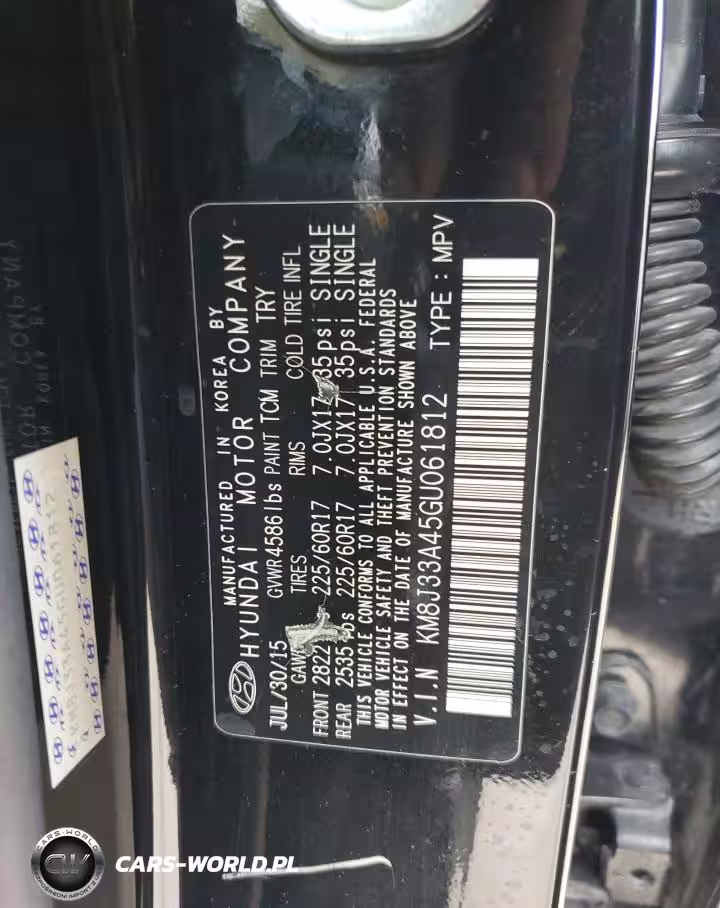 MANUFACTURED IN KOREA BY
HYUNDAI MOTOR COMPANY
JUL/30/15 GVWR4586lbs PAINT TCM TRIM TRY
TIRES RIMS COLD TIRE INFL
FRONT 2822 225/60R17 7.0JX17 35psi SINGLE
REAR 2535 lbs 225/60R17 7.0JX17 35psi SINGLE
THIS VEHICLE CONFORMS TO ALL APPLICABLE U.S.A. FEDERAL
MOTOR VEHICLE SAFETY AND THEFT PREVENTION STANDARDS
IN EFFECT ON THE DATE OF MANUFACTURE SHOWN ABOVE
V.I.N KM8J33A45GU061812 TYPE : MPV
CARS-WORLD
CW
CARS-WORLD.PL